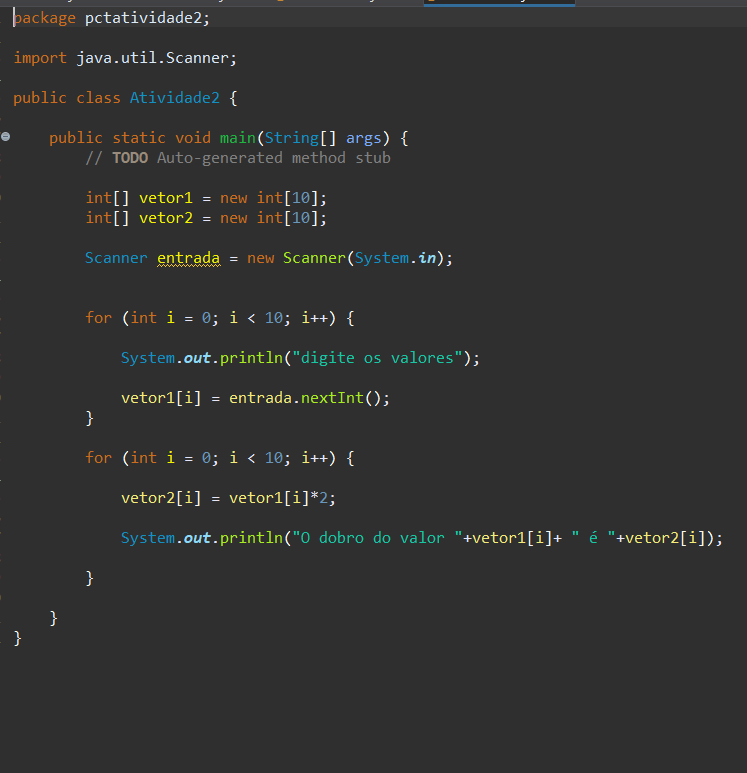 package pctatividade2;
import java.util.Scanner;
public class Atividade2 {
public static void main(String[] args) {
// TODO Auto-generated method stub
int[] vetor1 = new int[10];
int[] vetor2 = new int[10];
Scanner entrada = new Scanner(System.in);
for (int i = 0; i < 10; i++) {
System.out.println("digite os valores");
vetor1[i] = entrada.nextInt();
}
for (int i = 0; i < 10; i++) {
vetor2[i] = vetor1[i]*2;
System.out.println("O dobro do valor "+vetor1[i]+ " é "+vetor2[i]);
}
}
}